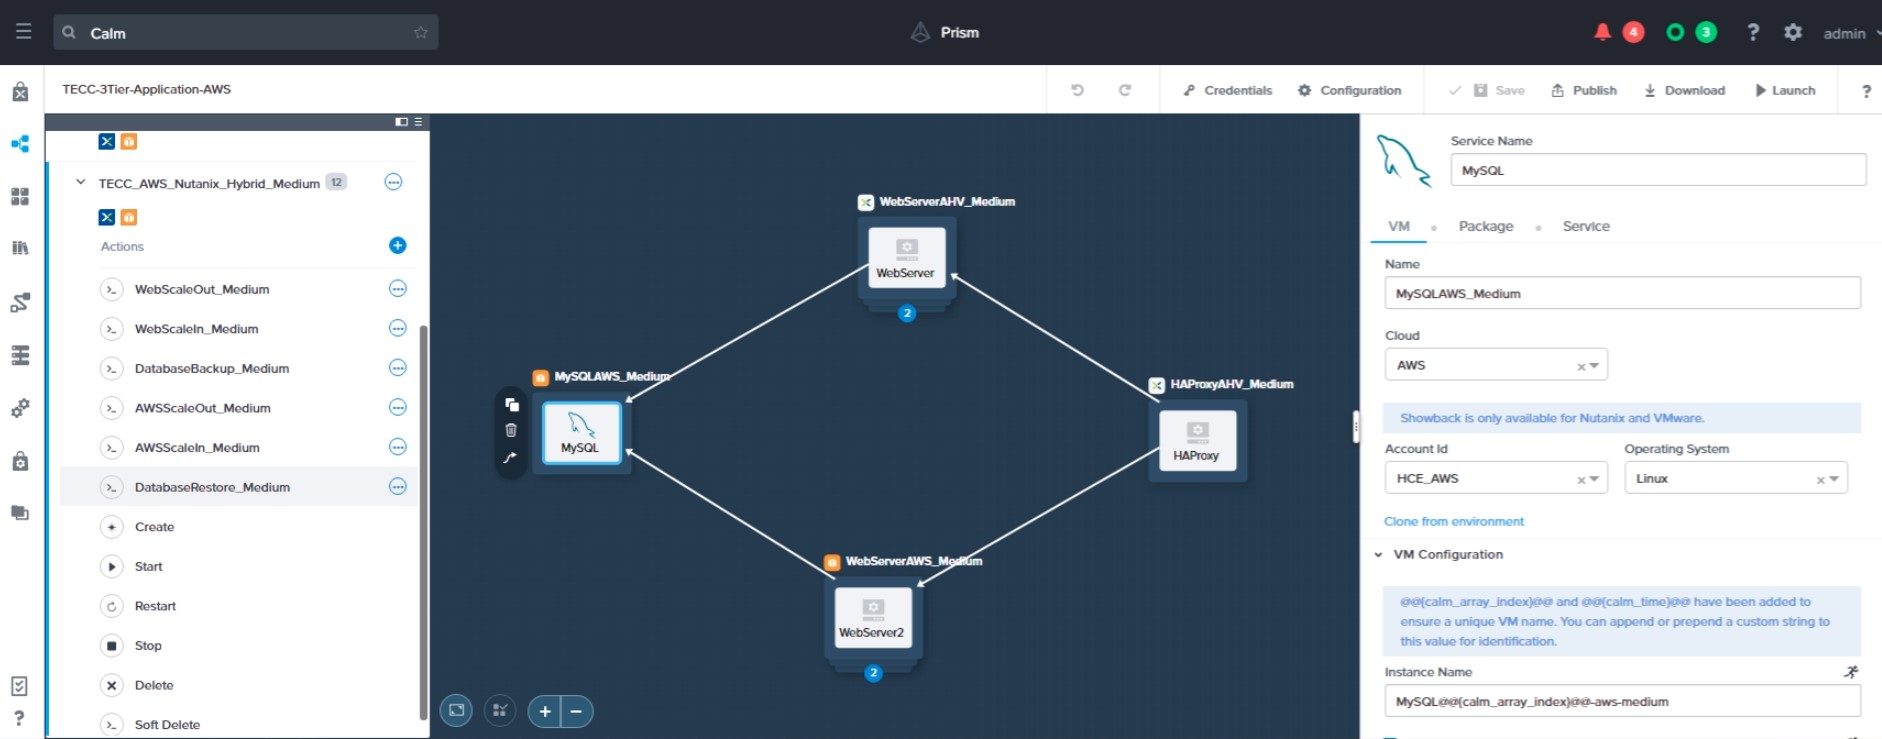 Calm
Prism
4
3
?
admin
TECC-3Tier-Application-AWS
Credentials
Configuration
Save
Publish
Download
Launch
?
TECC_AWS_Nutanix_Hybrid_Medium 12
Actions
WebScaleOut_Medium
WebScaleIn_Medium
DatabaseBackup_Medium
AWSScaleOut_Medium
AWSScaleIn_Medium
DatabaseRestore_Medium
Create
Start
Restart
Stop
Delete
Soft Delete
?
WebServerAHV_Medium
WebServer
2
MySQLAWS_Medium
MySQL
HAProxyAHV_Medium
HAProxy
WebServerAWS_Medium
WebServer2
2
Service Name
MySQL
VM
Package
Service
Name
MySQLAWS_Medium
Cloud
AWS
Showback is only available for Nutanix and VMware.
Account Id
Operating System
HCE_AWS
Linux
Clone from environment
VM Configuration
@@{calm_array_index}@@ and @@{calm_time}@@ have been added to
ensure a unique VM name. You can append or prepend a custom string to
this value for identification.
Instance Name
MySQL@@{calm_array_index}@@-aws-medium